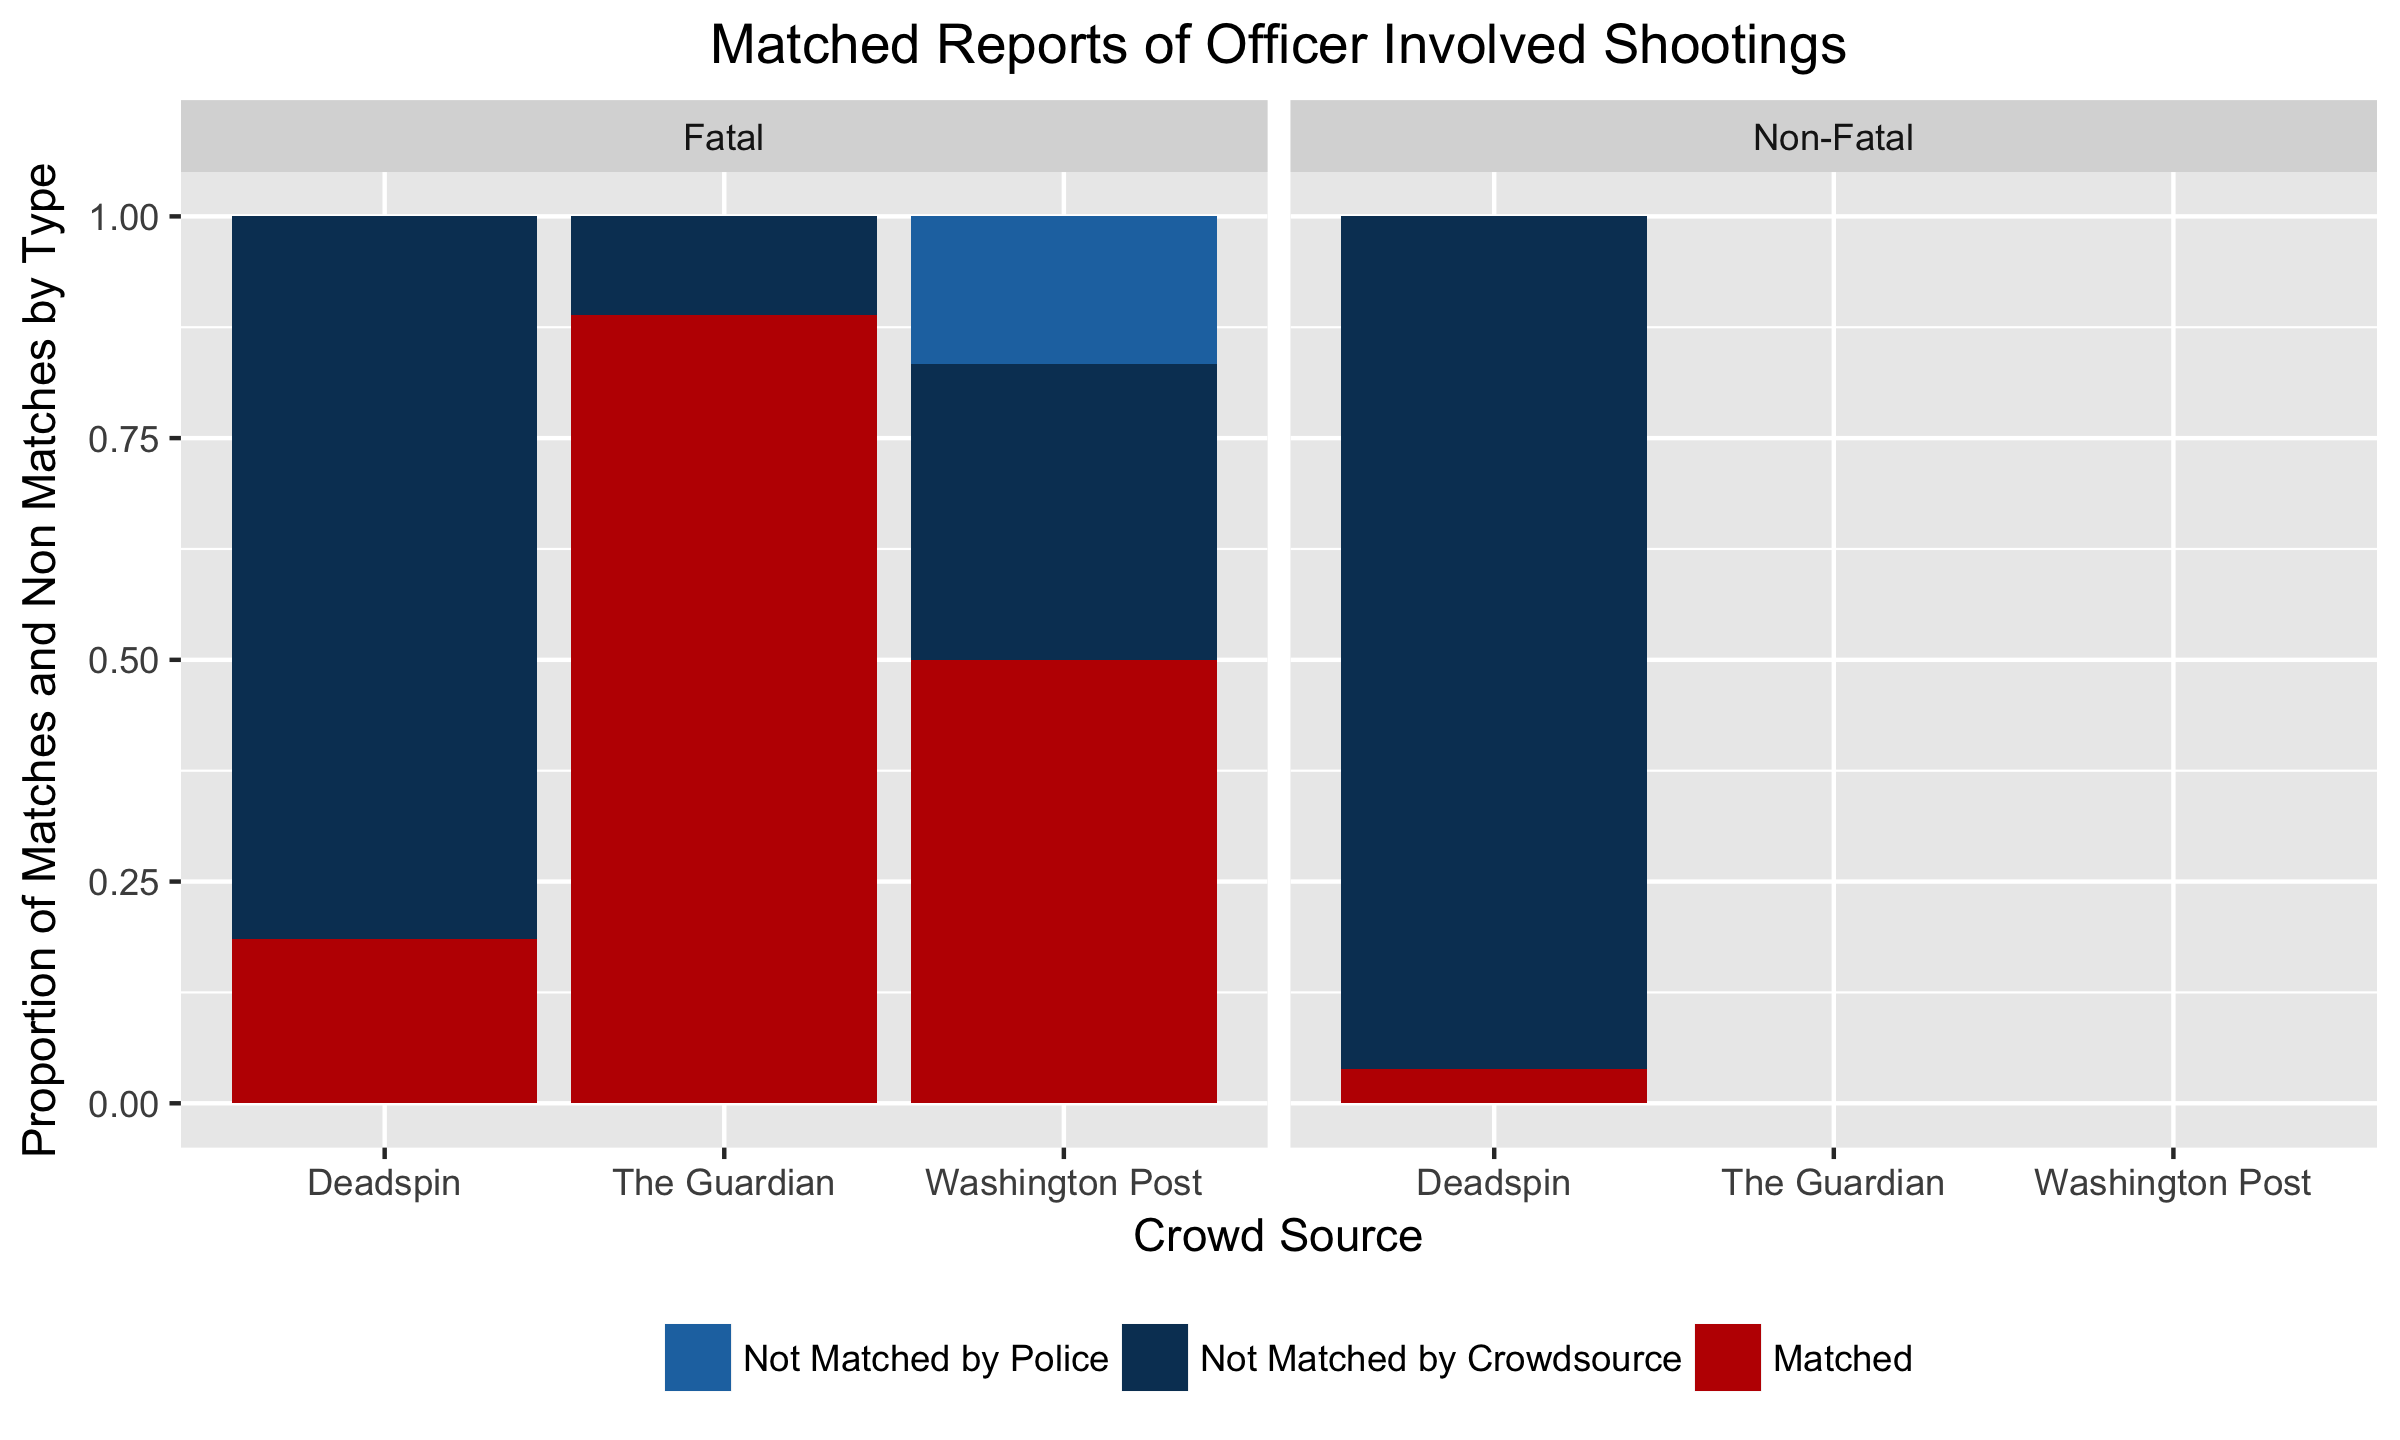 Matched Reports of Officer Involved Shootings
Fatal
Non-Fatal
Proportion of Matches and Non Matches by Type
1.00
0.75
0.50
0.25
0.00
Deadspin
The Guardian
Washington Post
Deadspin
The Guardian
Washington Post
Crowd Source
Not Matched by Police
Not Matched by Crowdsource
Matched